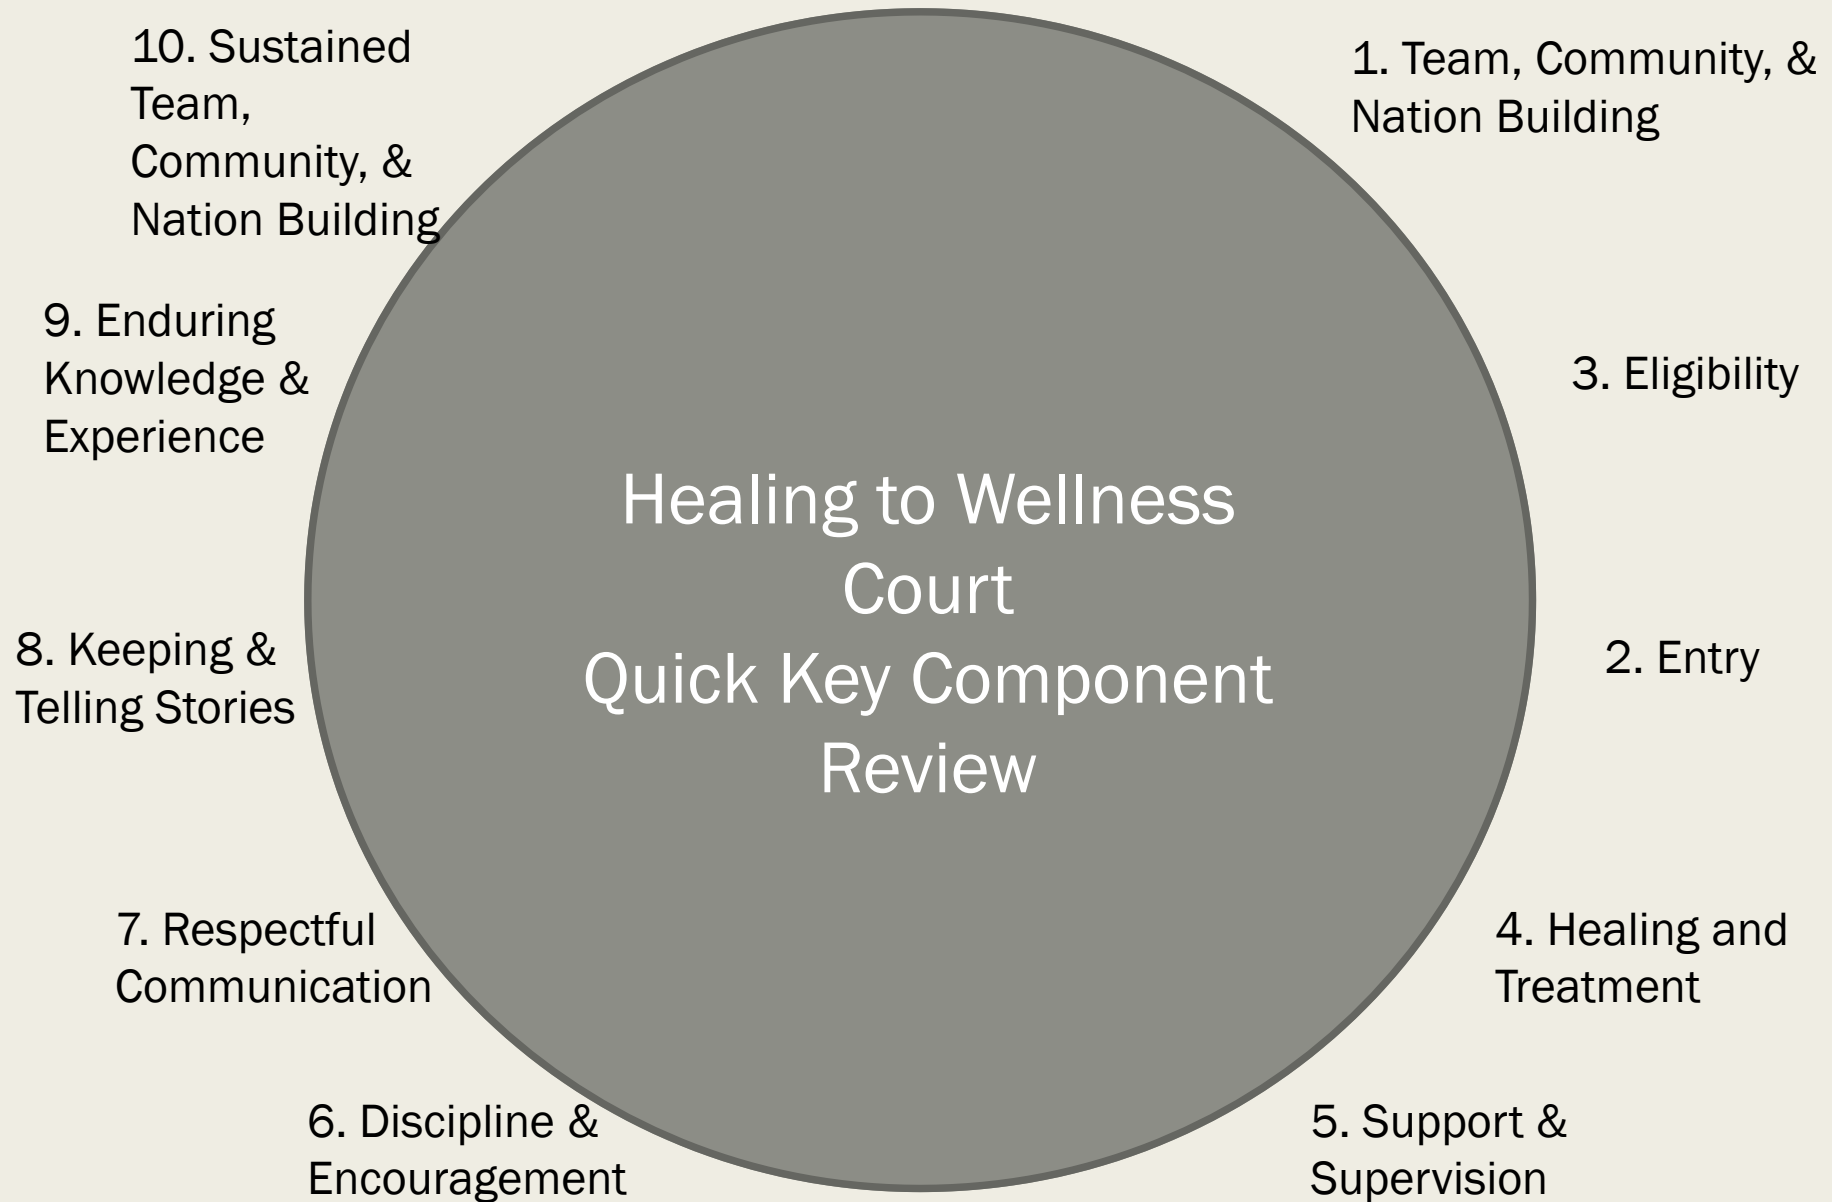 10. Sustained
Team,
Community, &
Nation Building
1. Team, Community, &
Nation Building
9. Enduring
Knowledge &
Experience
3. Eligibility
Healing to Wellness
Court
Quick Key Component
Review
8. Keeping &
Telling Stories
2. Entry
7. Respectful
Communication
4. Healing and
Treatment
6. Discipline &
Encouragement
5. Support &
Supervision